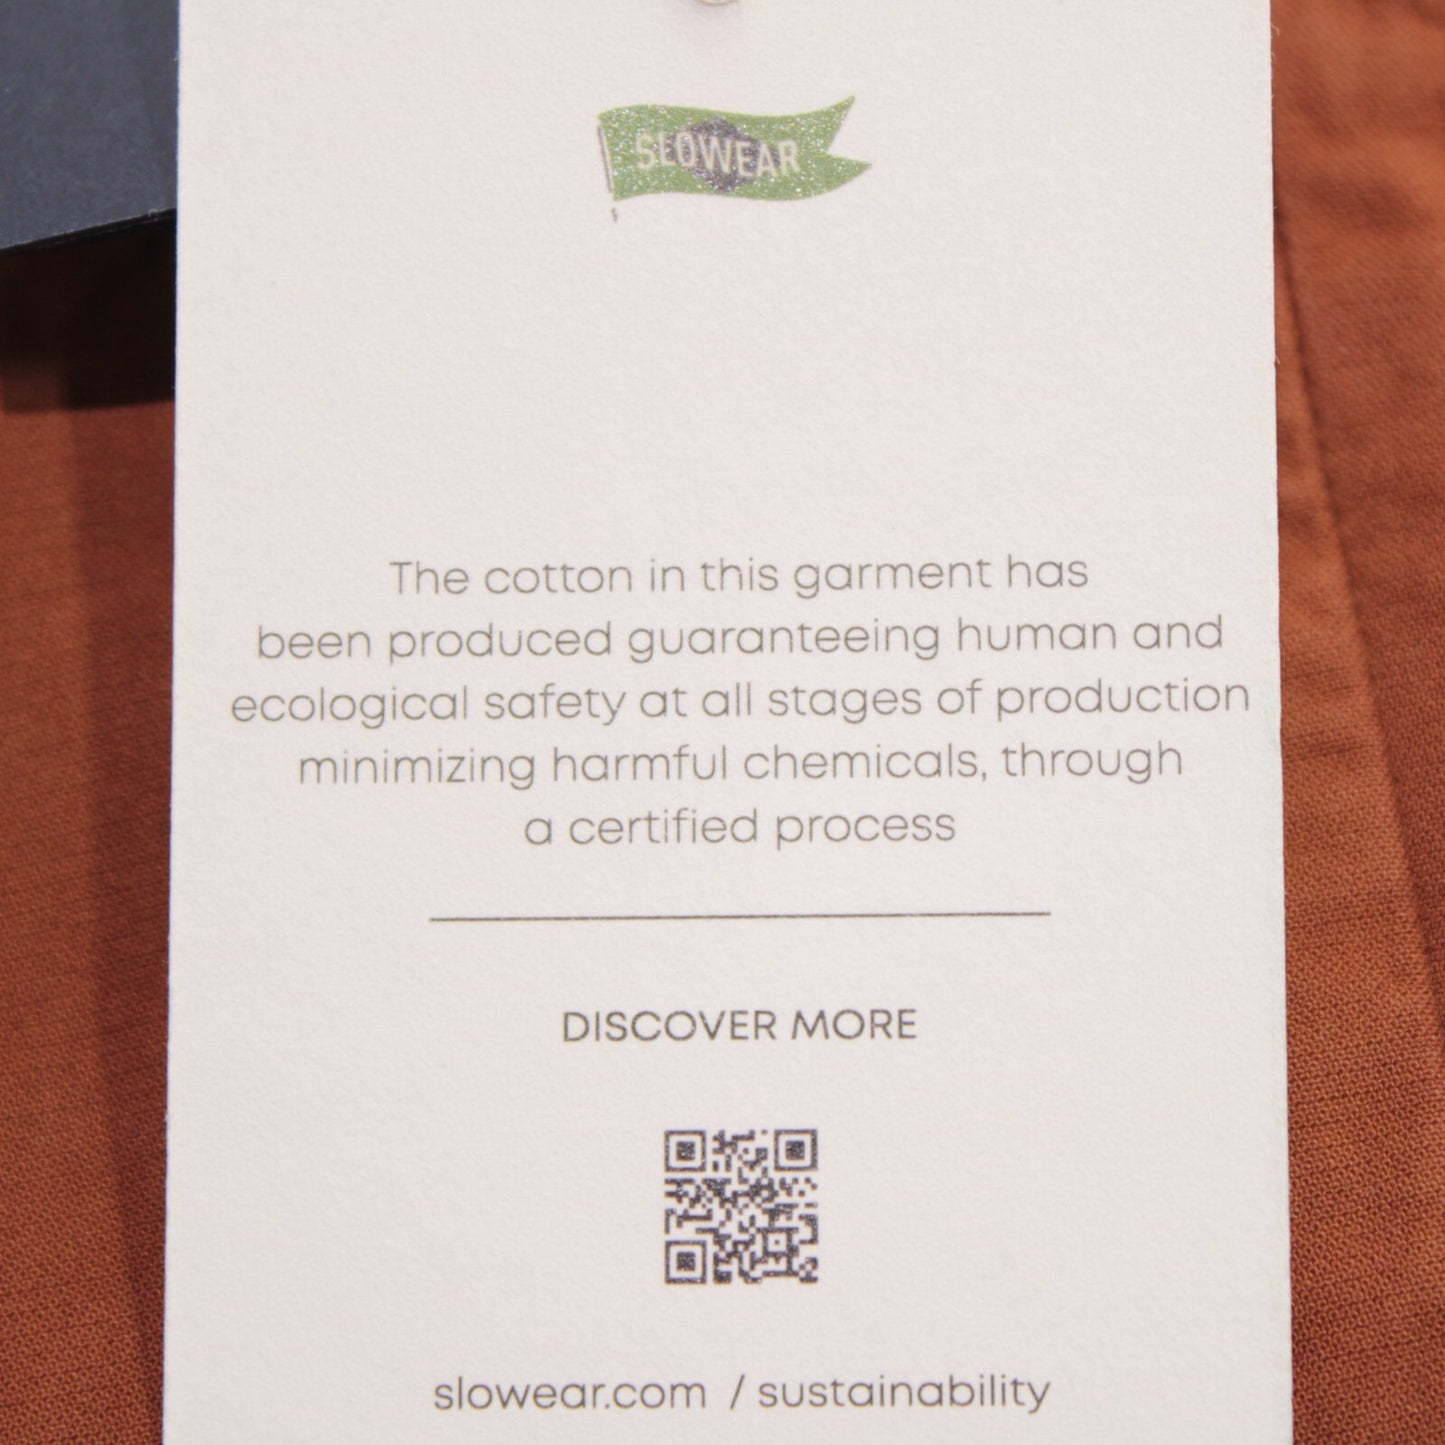 SLOWEAR
The cotton in this garment has
been produced guaranteeing human and
ecological safety at all stages of production
minimizing harmful chemicals, through
a certified process
DISCOVER MORE
slowear.com / sustainability